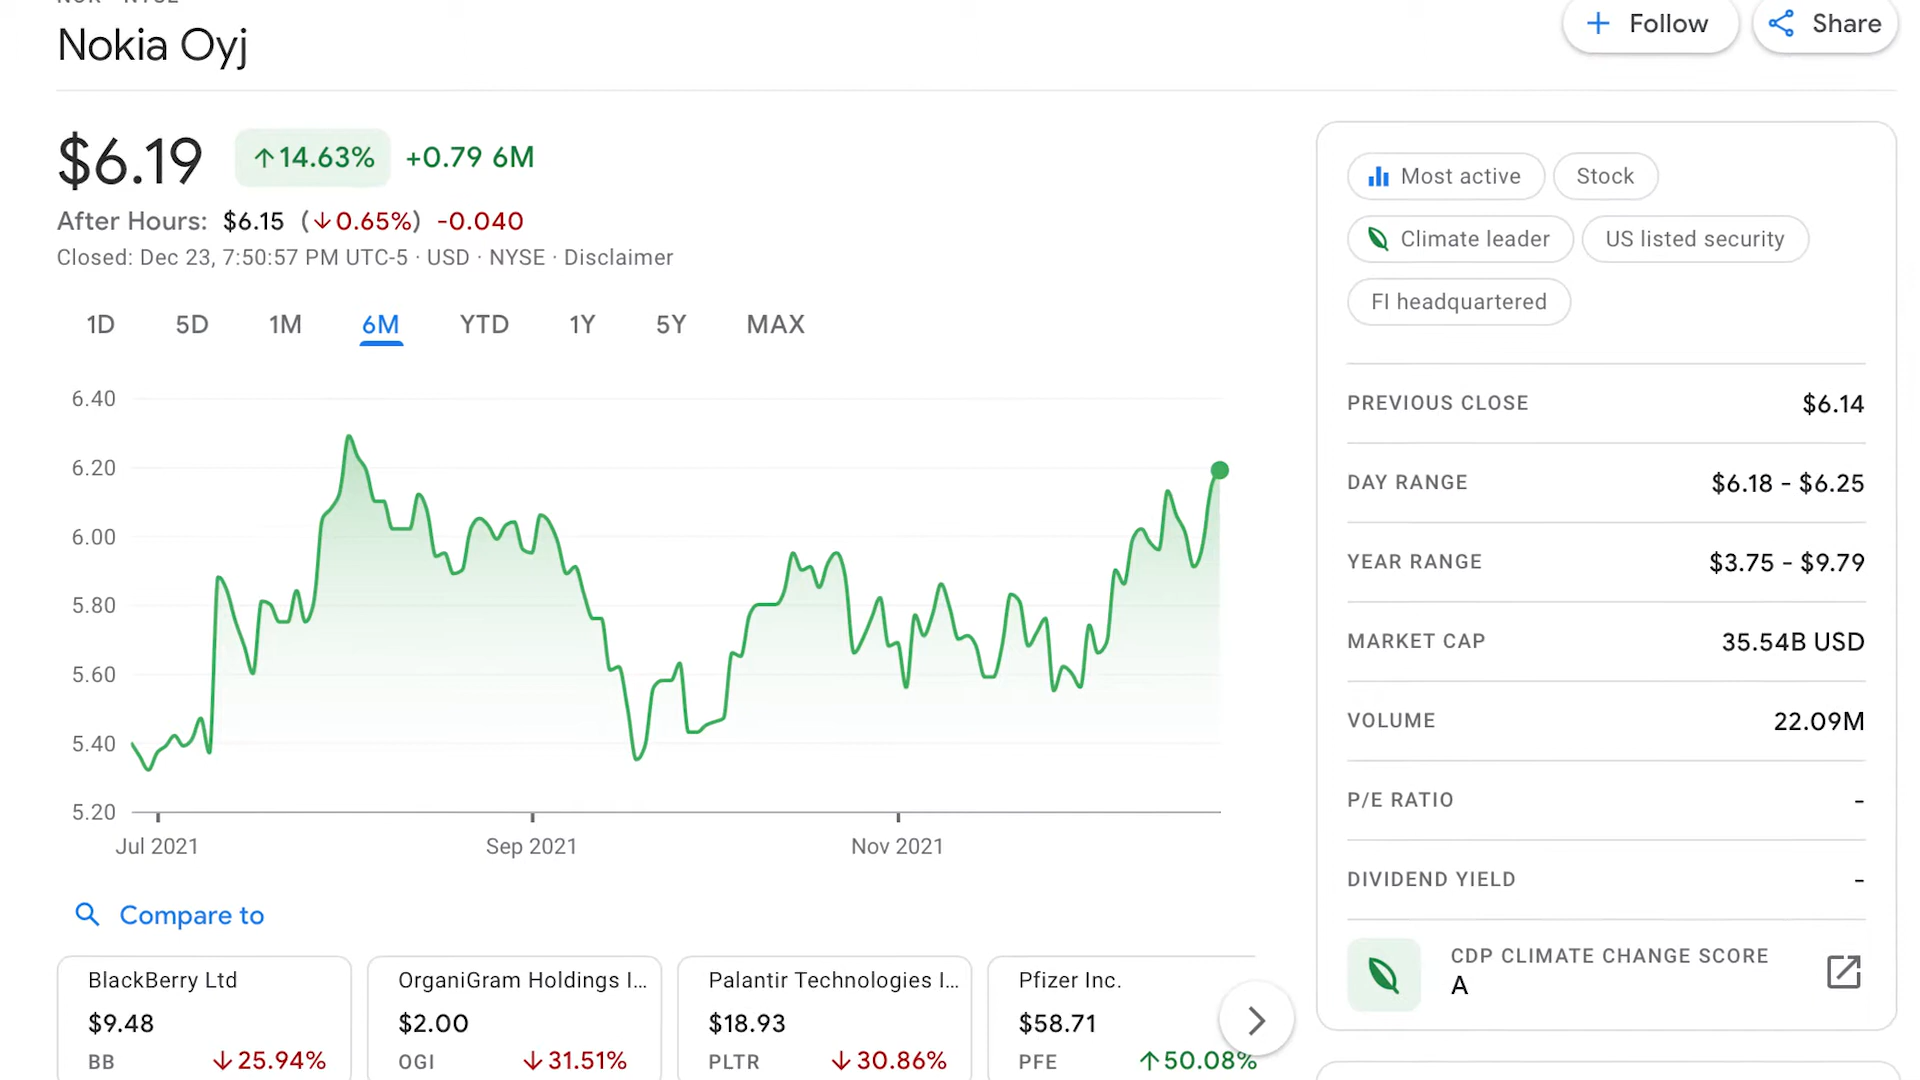 Nokia Oyj
Follow
Share
$6.19 ↑14.63% +0.79 6M
After Hours: $6.15 (↓0.65%) -0.040
Closed: Dec 23, 7:50:57 PM UTC-5 · USD · NYSE · Disclaimer
1D 5D 1M 6M YTD 1Y 5Y MAX
6.40
6.20
6.00
5.80
5.60
5.40
5.20
Jul 2021 Sep 2021 Nov 2021
Compare to
BlackBerry Ltd
$9.48
BB ↓25.94%
OrganiGram Holdings I...
$2.00
OGI ↓31.51%
Palantir Technologies I...
$18.93
PLTR ↓30.86%
Pfizer Inc.
$58.71
PFE ↑50.08%
Most active
Stock
Climate leader
US listed security
FI headquartered
PREVIOUS CLOSE $6.14
DAY RANGE $6.18 - $6.25
YEAR RANGE $3.75 - $9.79
MARKET CAP 35.54B USD
VOLUME 22.09M
P/E RATIO -
DIVIDEND YIELD -
CDP CLIMATE CHANGE SCORE
A